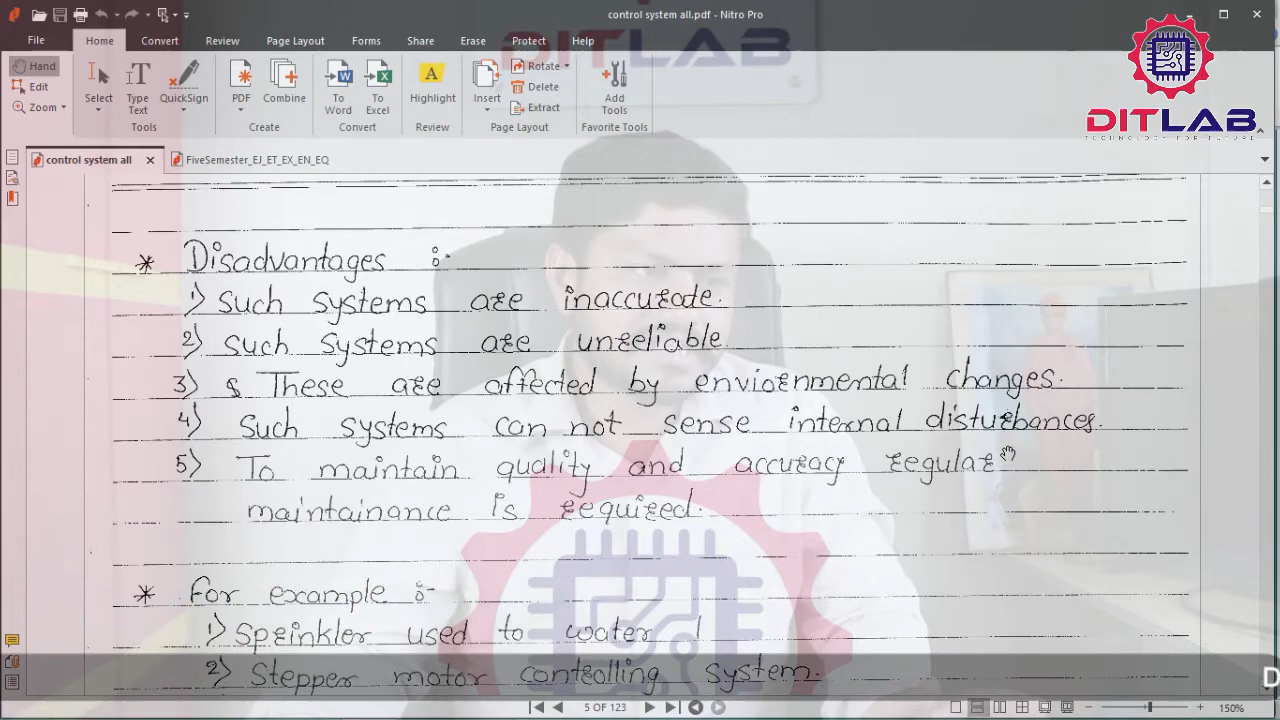 control system all.pdf - Nitro Pro
File Home Convert Review Page Layout Forms Share Erase Protect Help
Hand
Edit
Zoom
Select
Type Text
QuickSign
Tools
PDF
Combine
Create
To Word
To Excel
Convert
Highlight
Review
Insert
Rotate
Delete
Extract
Page Layout
Add Tools
Favorite Tools
DITLAB
TECHNOLOGY FOR FUTURE
DITLAB
control system all
FiveSemester_EJ_ET_EX_EN_EQ
* Disadvantages :-
1) Such systems are inaccurate.
2) such systems are unreliable.
3) s These are affected by enviornmental changes.
4) Such systems can not sense internal disturbances.
5) To maintain quality and accuracy regular
maintainance is required.
* For example :-
1) Sprinkler used to water
2) Stepper motor controlling system.
5 OF 123
150%
D